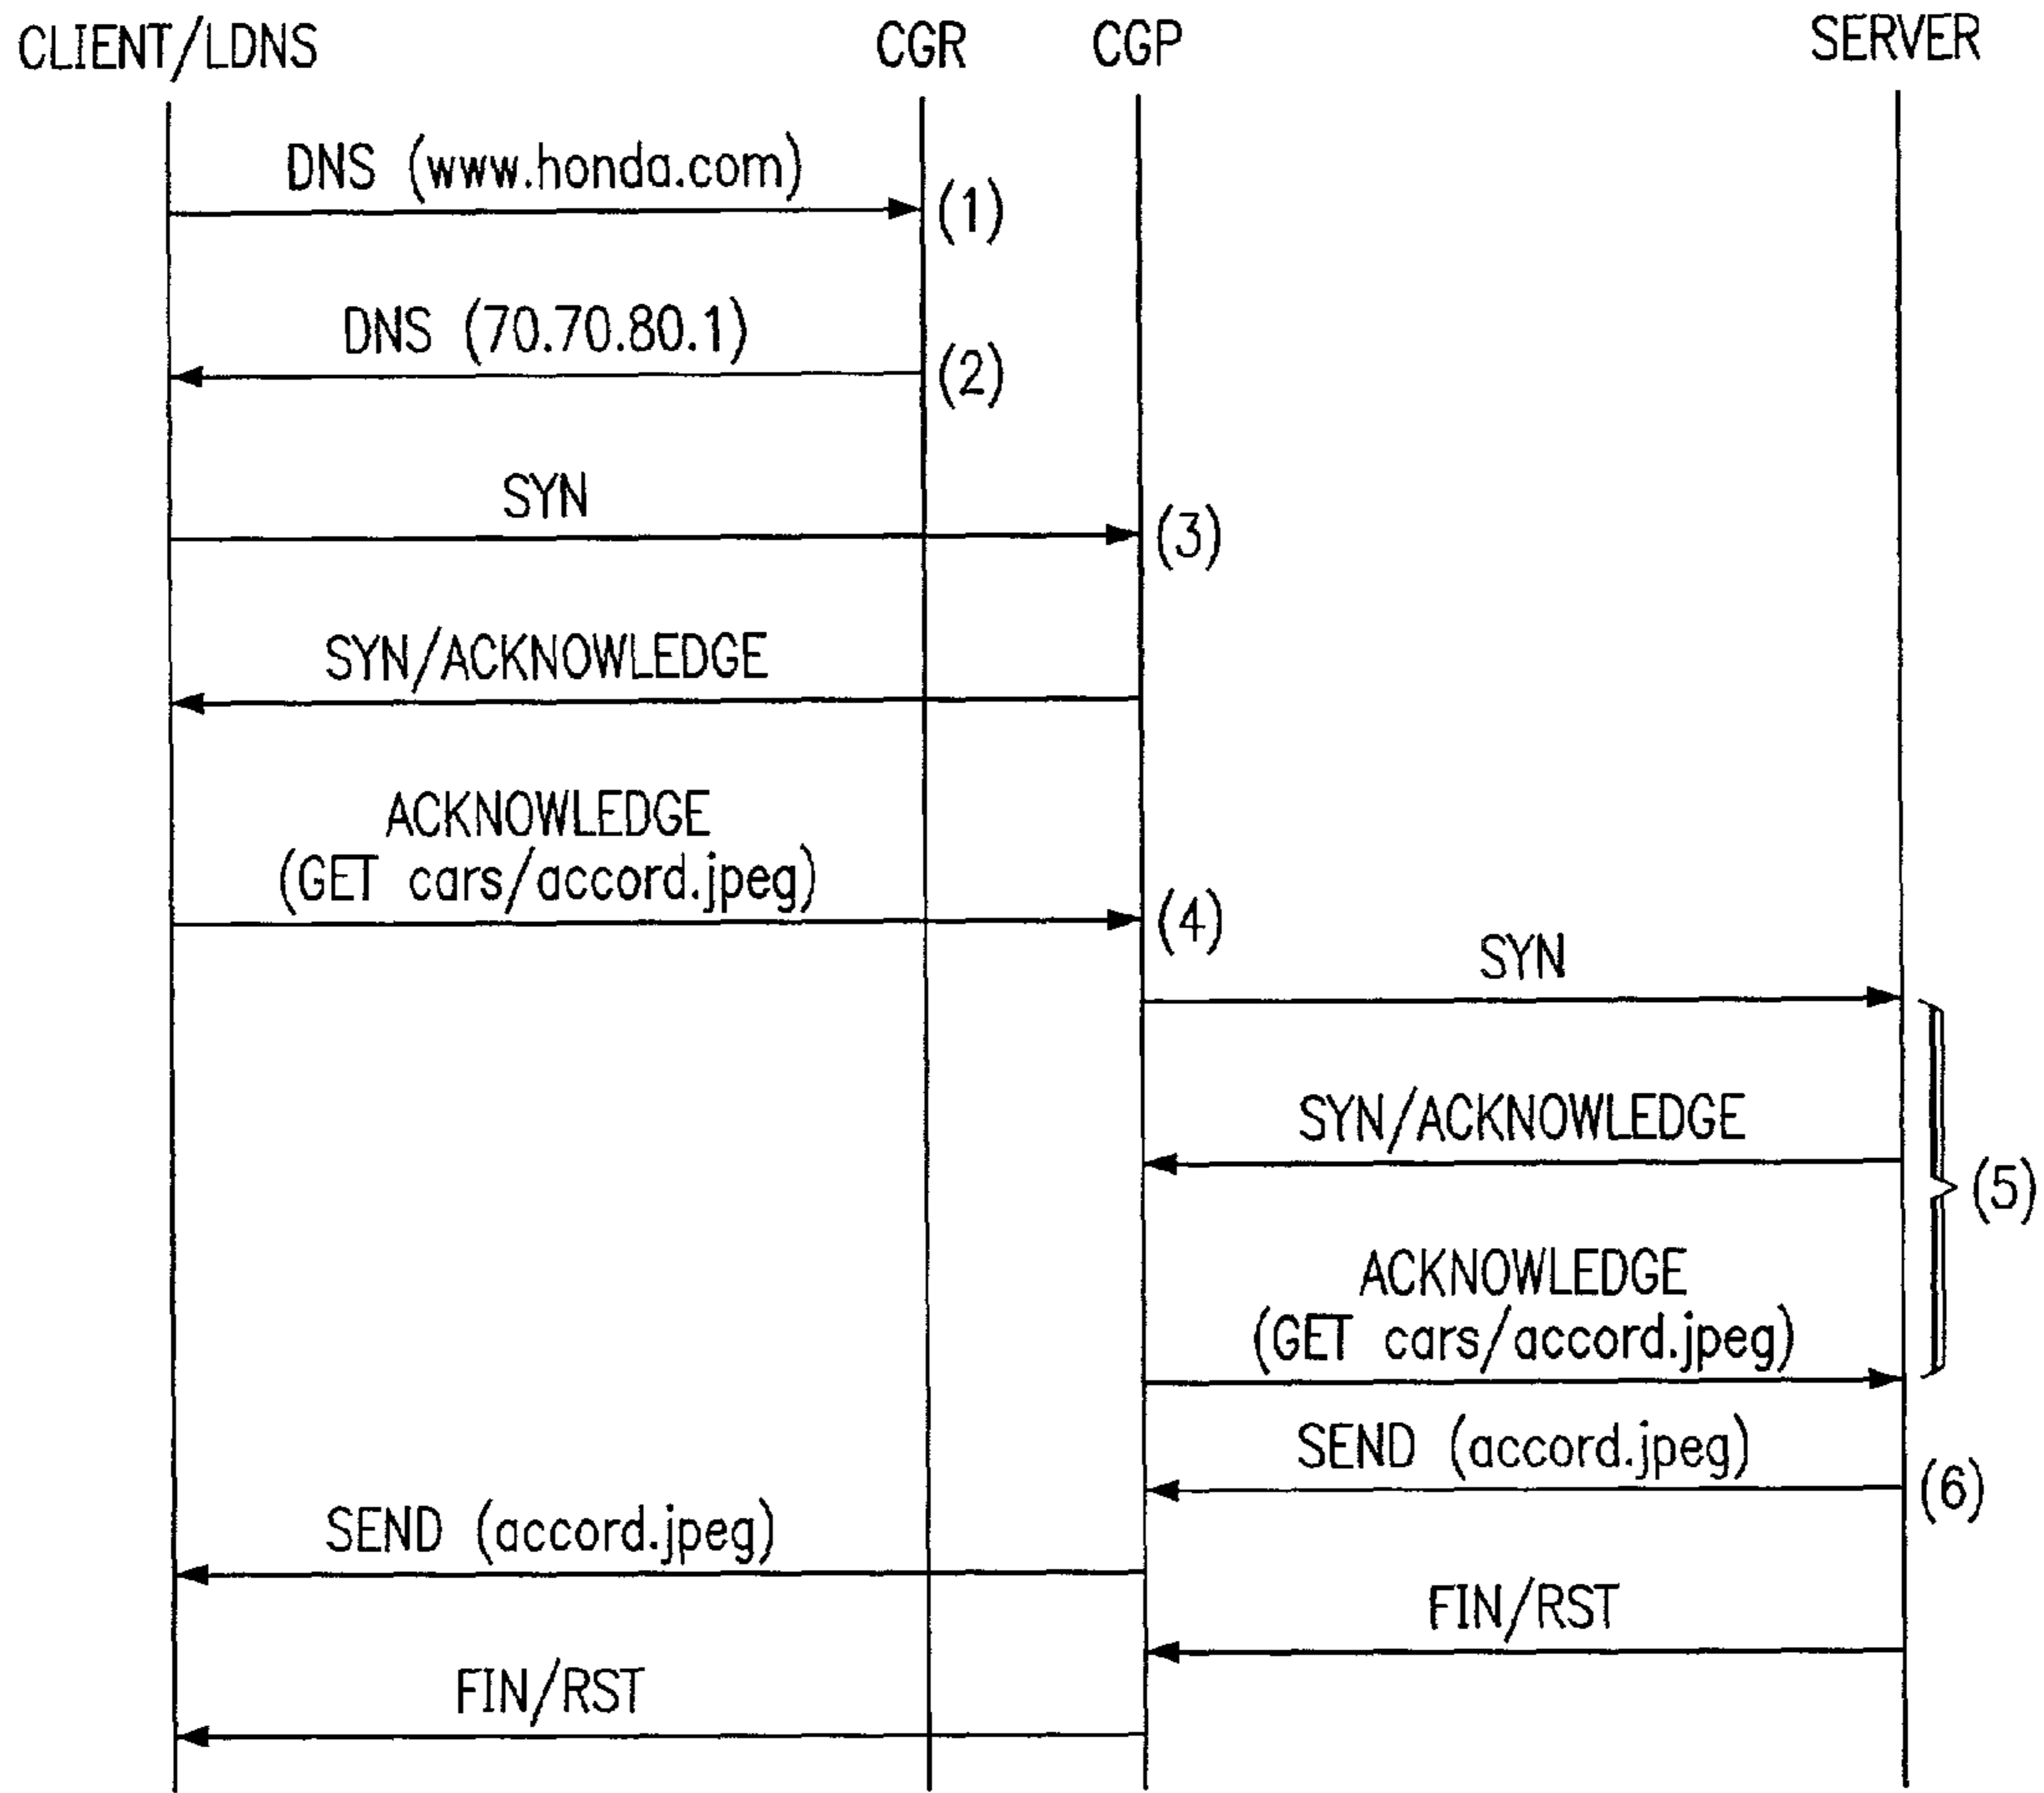 CLIENT/LDNS CGR CGP SERVER
DNS (www.honda.com)
(1)
DNS (70.70.80.1)
(2)
SYN
(3)
SYN/ACKNOWLEDGE
ACKNOWLEDGE
(GET cars/accord.jpeg)
(4)
SYN
SYN/ACKNOWLEDGE
(5)
ACKNOWLEDGE
(GET cars/accord.jpeg)
SEND (accord.jpeg)
(6)
SEND (accord.jpeg)
FIN/RST
FIN/RST